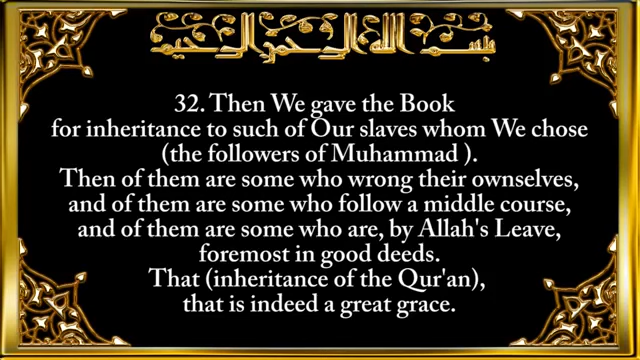 بسم الله الرحمن الرحيم
32. Then We gave the Book
for inheritance to such of Our slaves whom We chose
(the followers of Muhammad ).
Then of them are some who wrong their ownselves,
and of them are some who follow a middle course,
and of them are some who are, by Allah's Leave,
foremost in good deeds.
That (inheritance of the Qur'an),
that is indeed a great grace.